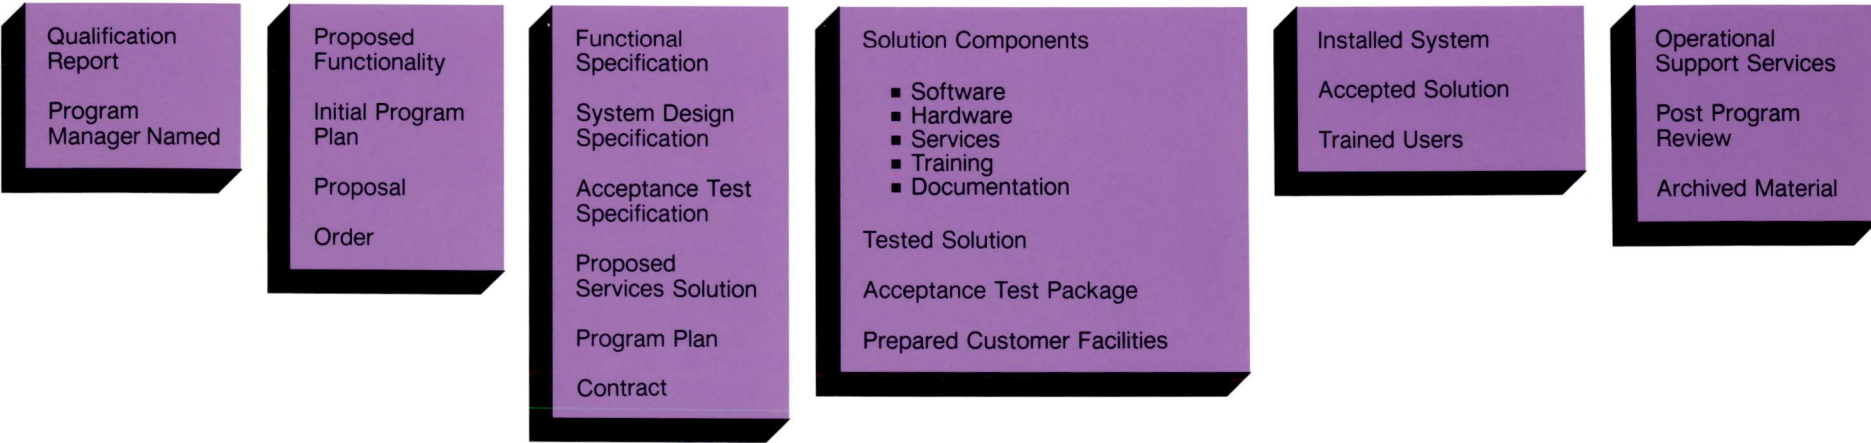 Qualification
Report
Program
Manager Named
Proposed
Functionality
Initial Program
Plan
Proposal
Order
Functional
Specification
System Design
Specification
Acceptance Test
Specification
Proposed
Services Solution
Program Plan
Contract
Solution Components
■ Software
■ Hardware
■ Services
■ Training
■ Documentation
Tested Solution
Acceptance Test Package
Prepared Customer Facilities
Installed System
Accepted Solution
Trained Users
Operational
Support Services
Post Program
Review
Archived Material